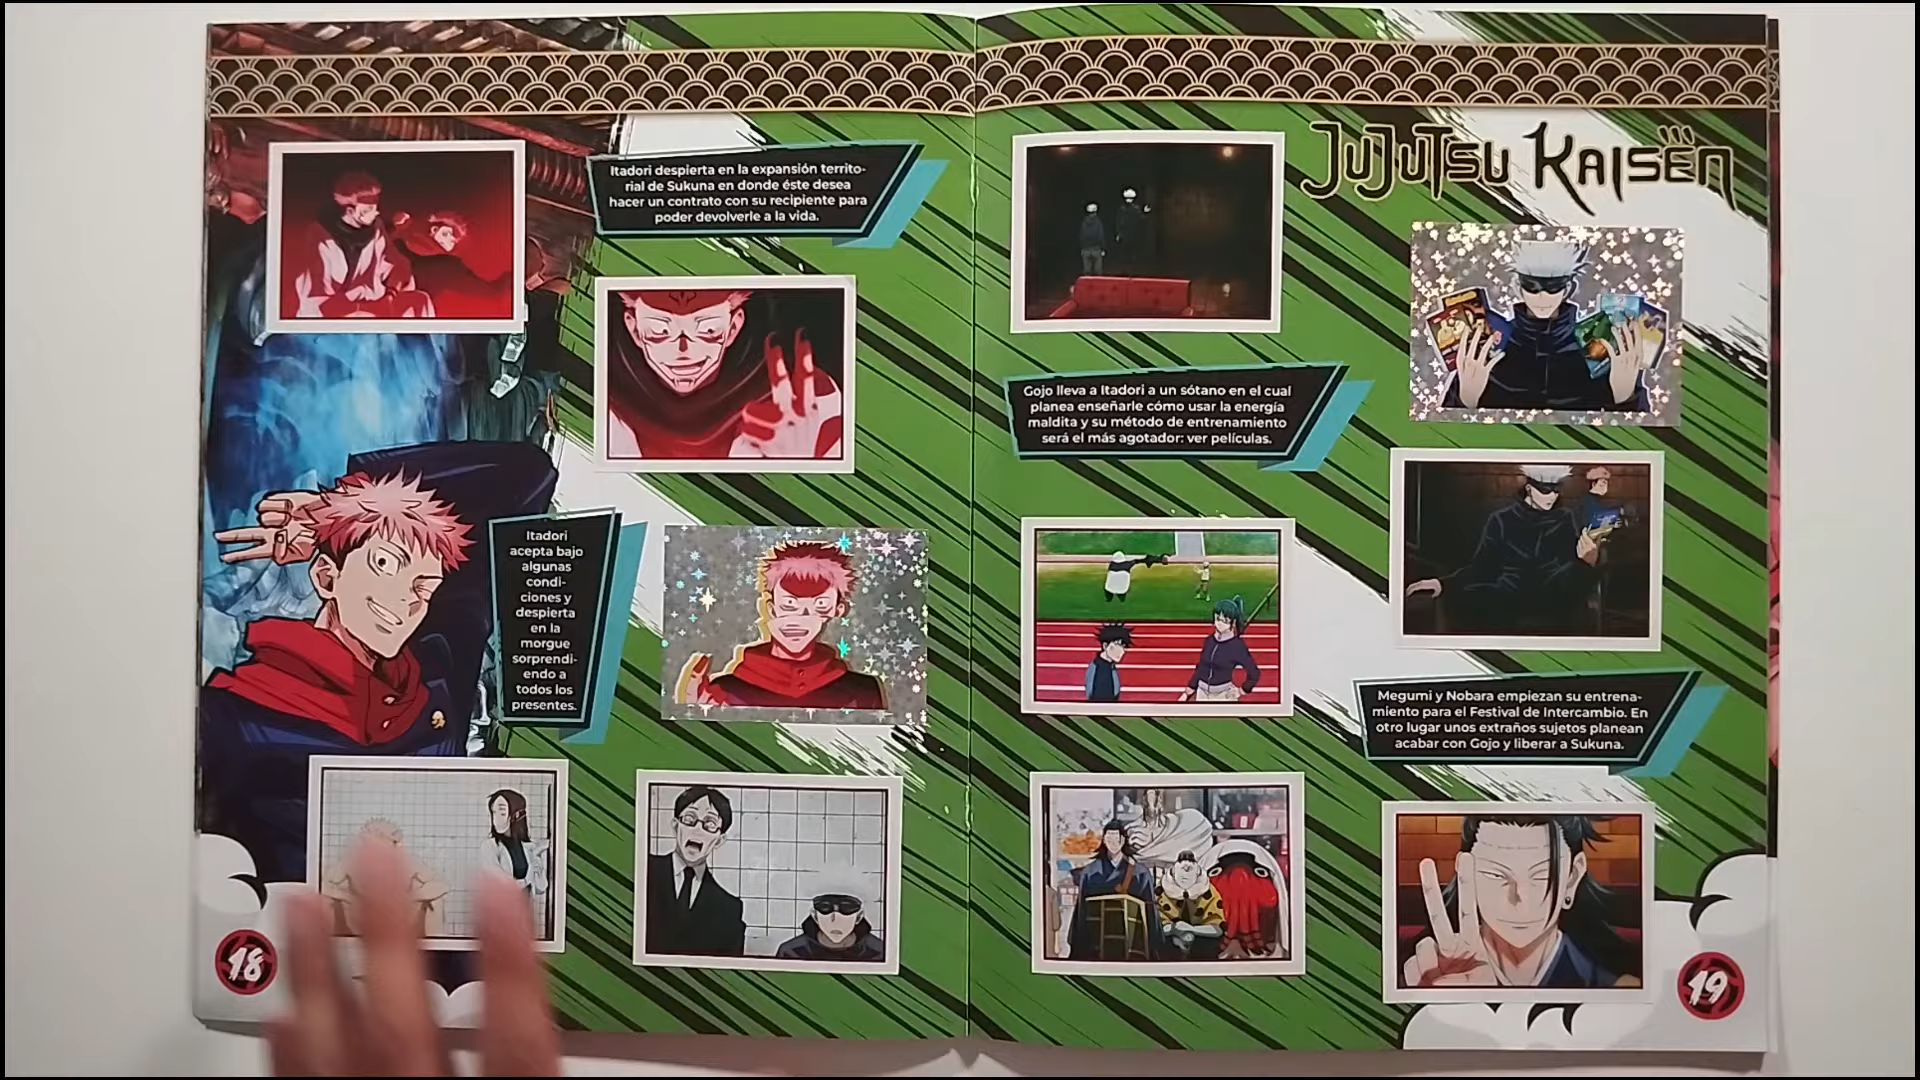 Itadori despierta en la expansión territo-
rial de Sukuna en donde éste desea
hacer un contrato con su recipiente para
poder devolverle a la vida.
Itadori
acepta bajo
algunas
condi-
ciones y
despierta
en la
morgue
sorprendi-
endo a
todos los
presentes.
18
JUJUTSU KAISEN
Gojo lleva a Itadori a un sótano en el cual
planea enseñarle cómo usar la energía
maldita y su método de entrenamiento
será el más agotador: ver películas.
Megumi y Nobara empiezan su entrena-
miento para el Festival de Intercambio. En
otro lugar unos extraños sujetos planean
acabar con Gojo y liberar a Sukuna.
19